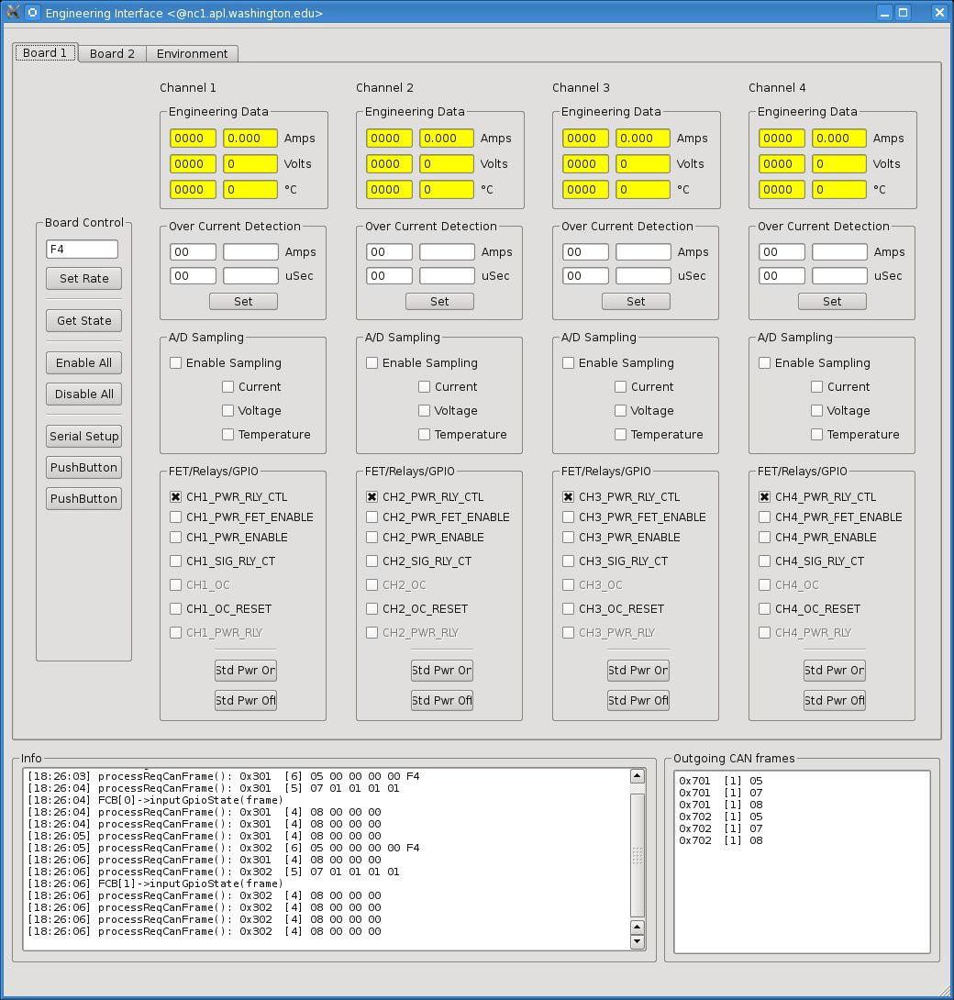 Engineering Interface <@nc1.apl.washington.edu>
Board 1 Board 2 Environment
Channel 1 Channel 2 Channel 3 Channel 4
Engineering Data Engineering Data Engineering Data Engineering Data
0000 0.000 Amps 0000 0.000 Amps 0000 0.000 Amps 0000 0.000 Amps
0000 0 Volts 0000 0 Volts 0000 0 Volts 0000 0 Volts
0000 0 °C 0000 0 °C 0000 0 °C 0000 0 °C
Board Control
F4
Set Rate
Get State
Enable All
Disable All
Serial Setup
PushButton
PushButton
Over Current Detection Over Current Detection Over Current Detection Over Current Detection
00 Amps 00 Amps 00 Amps 00 Amps
00 uSec 00 uSec 00 uSec 00 uSec
Set Set Set Set
A/D Sampling A/D Sampling A/D Sampling A/D Sampling
Enable Sampling Enable Sampling Enable Sampling Enable Sampling
Current Current Current Current
Voltage Voltage Voltage Voltage
Temperature Temperature Temperature Temperature
FET/Relays/GPIO FET/Relays/GPIO FET/Relays/GPIO FET/Relays/GPIO
CH1_PWR_RLY_CTL CH2_PWR_RLY_CTL CH3_PWR_RLY_CTL CH4_PWR_RLY_CTL
CH1_PWR_FET_ENABLE CH2_PWR_FET_ENABLE CH3_PWR_FET_ENABLE CH4_PWR_FET_ENABLE
CH1_PWR_ENABLE CH2_PWR_ENABLE CH3_PWR_ENABLE CH4_PWR_ENABLE
CH1_SIG_RLY_CT CH2_SIG_RLY_CT CH3_SIG_RLY_CT CH4_SIG_RLY_CT
CH1_OC CH2_OC CH3_OC CH4_OC
CH1_OC_RESET CH2_OC_RESET CH3_OC_RESET CH4_OC_RESET
CH1_PWR_RLY CH2_PWR_RLY CH3_PWR_RLY CH4_PWR_RLY
Std Pwr On Std Pwr On Std Pwr On Std Pwr On
Std Pwr Off Std Pwr Off Std Pwr Off Std Pwr Off
Info
[18:26:03] processReqCanFrame(): 0x301 [6] 05 00 00 00 00 F4
[18:26:04] processReqCanFrame(): 0x301 [5] 07 01 01 01 01
[18:26:04] FCB[0]->inputGpioState(frame)
[18:26:04] processReqCanFrame(): 0x301 [4] 08 00 00 00
[18:26:04] processReqCanFrame(): 0x301 [4] 08 00 00 00
[18:26:05] processReqCanFrame(): 0x301 [4] 08 00 00 00
[18:26:05] processReqCanFrame(): 0x302 [6] 05 00 00 00 00 F4
[18:26:06] processReqCanFrame(): 0x301 [4] 08 00 00 00
[18:26:06] processReqCanFrame(): 0x302 [5] 07 01 01 01 01
[18:26:06] FCB[1]->inputGpioState(frame)
[18:26:06] processReqCanFrame(): 0x302 [4] 08 00 00 00
[18:26:06] processReqCanFrame(): 0x302 [4] 08 00 00 00
[18:26:06] processReqCanFrame(): 0x302 [4] 08 00 00 00
[18:26:06] processReqCanFrame(): 0x302 [4] 08 00 00 00
Outgoing CAN frames
0x701 [1] 05
0x701 [1] 07
0x701 [1] 08
0x702 [1] 05
0x702 [1] 07
0x702 [1] 08